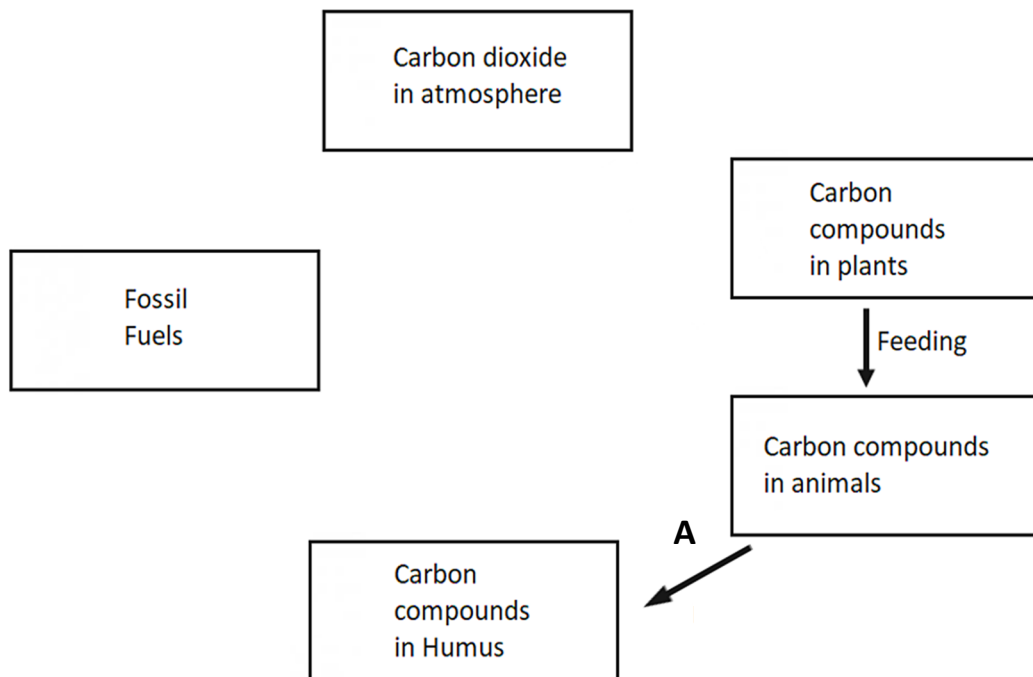 Carbon dioxide
in atmosphere
Carbon
compounds
in plants
Fossil
Fuels
Feeding
Carbon compounds
in animals
A
Carbon
compounds
in Humus